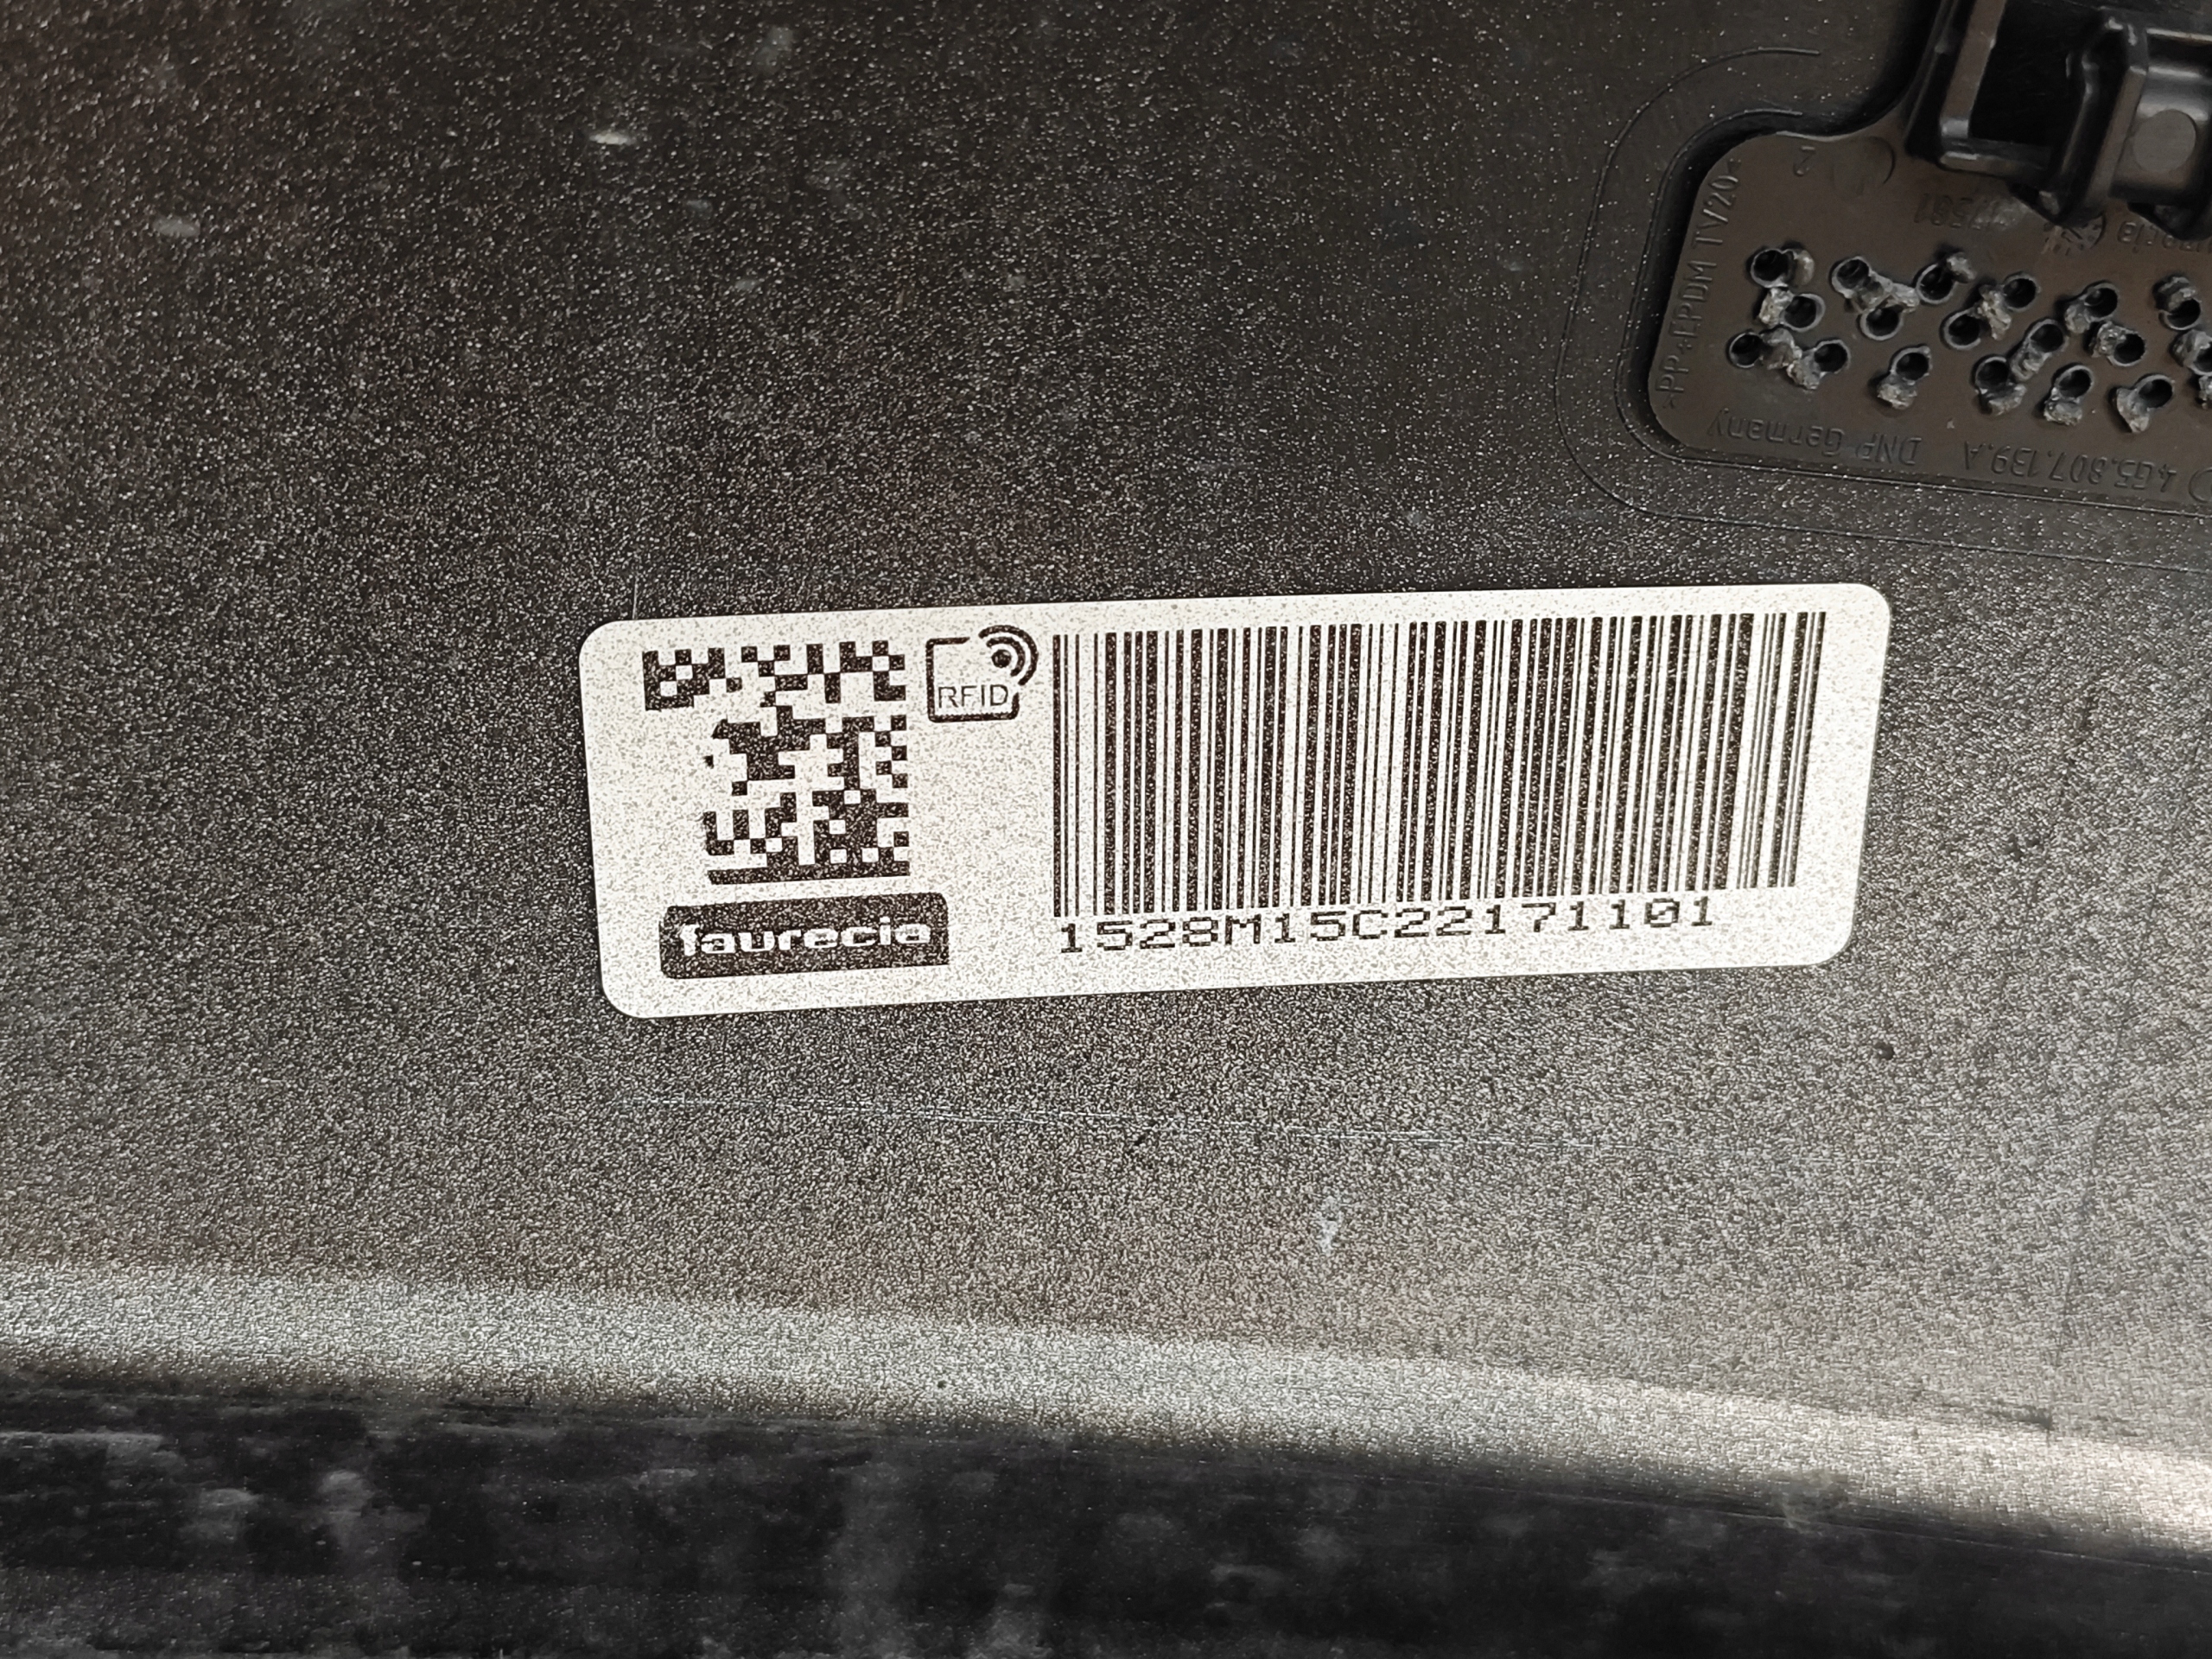 >PP+EPDM TV20<
DNP Germany
4G5.807.139.A
RFID
faurecia
1528M15C22171101